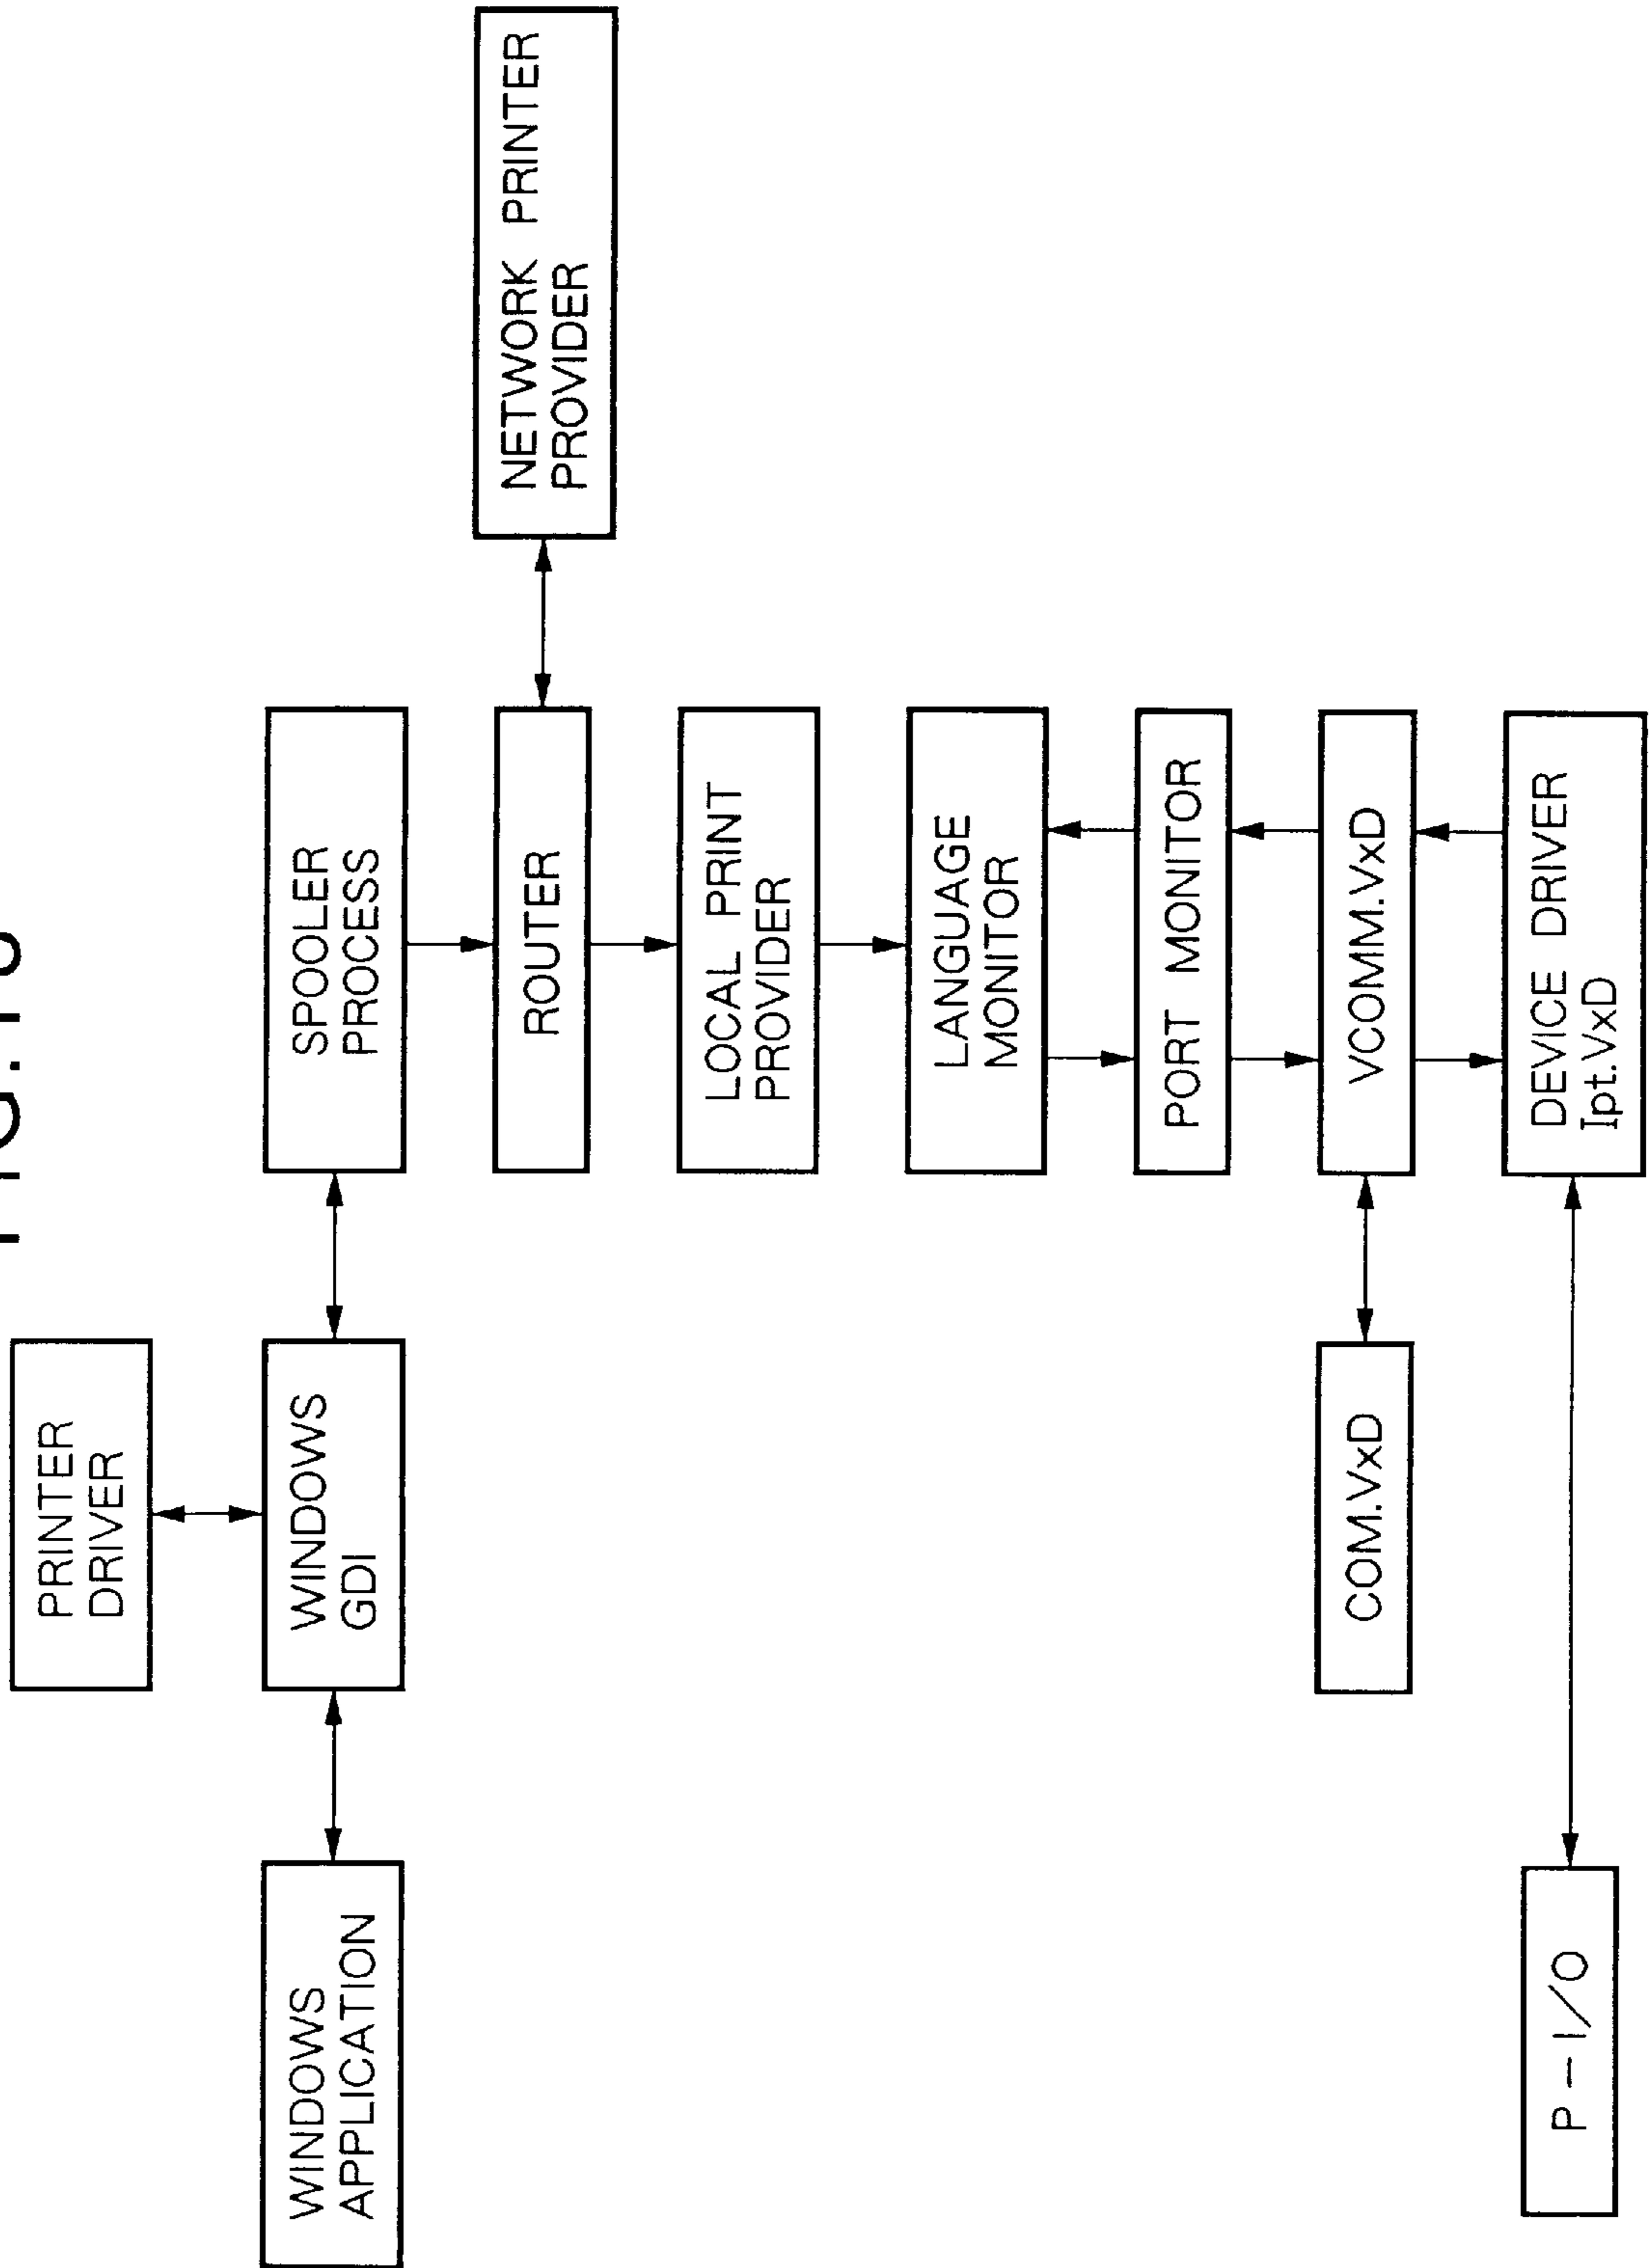 PRINTER
DRIVER
WINDOWS
APPLICATION
WINDOWS
GDI
SPOOLER
PROCESS
ROUTER
NETWORK PRINTER
PROVIDER
LOCAL PRINT
PROVIDER
LANGUAGE
MONITOR
PORT MONITOR
COM.VxD
VCOMM.VxD
P-I/O
DEVICE DRIVER
Ipt.VxD